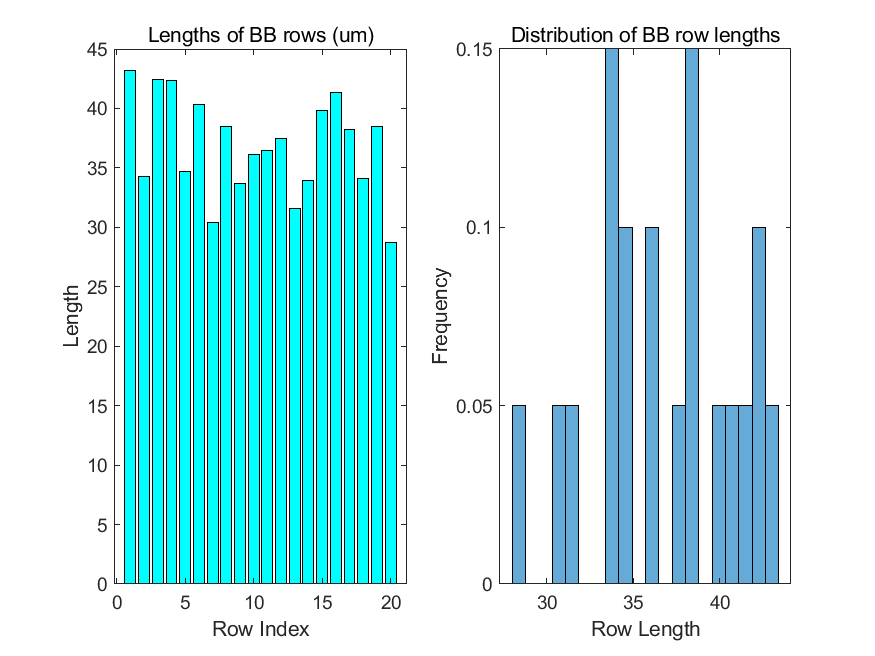 Lengths of BB rows (um)
45
40
35
30
25
20
15
10
5
0
0 5 10 15 20
Length
Row Index
Distribution of BB row lengths
0.15
0.1
0.05
0
30 35 40
Frequency
Row Length